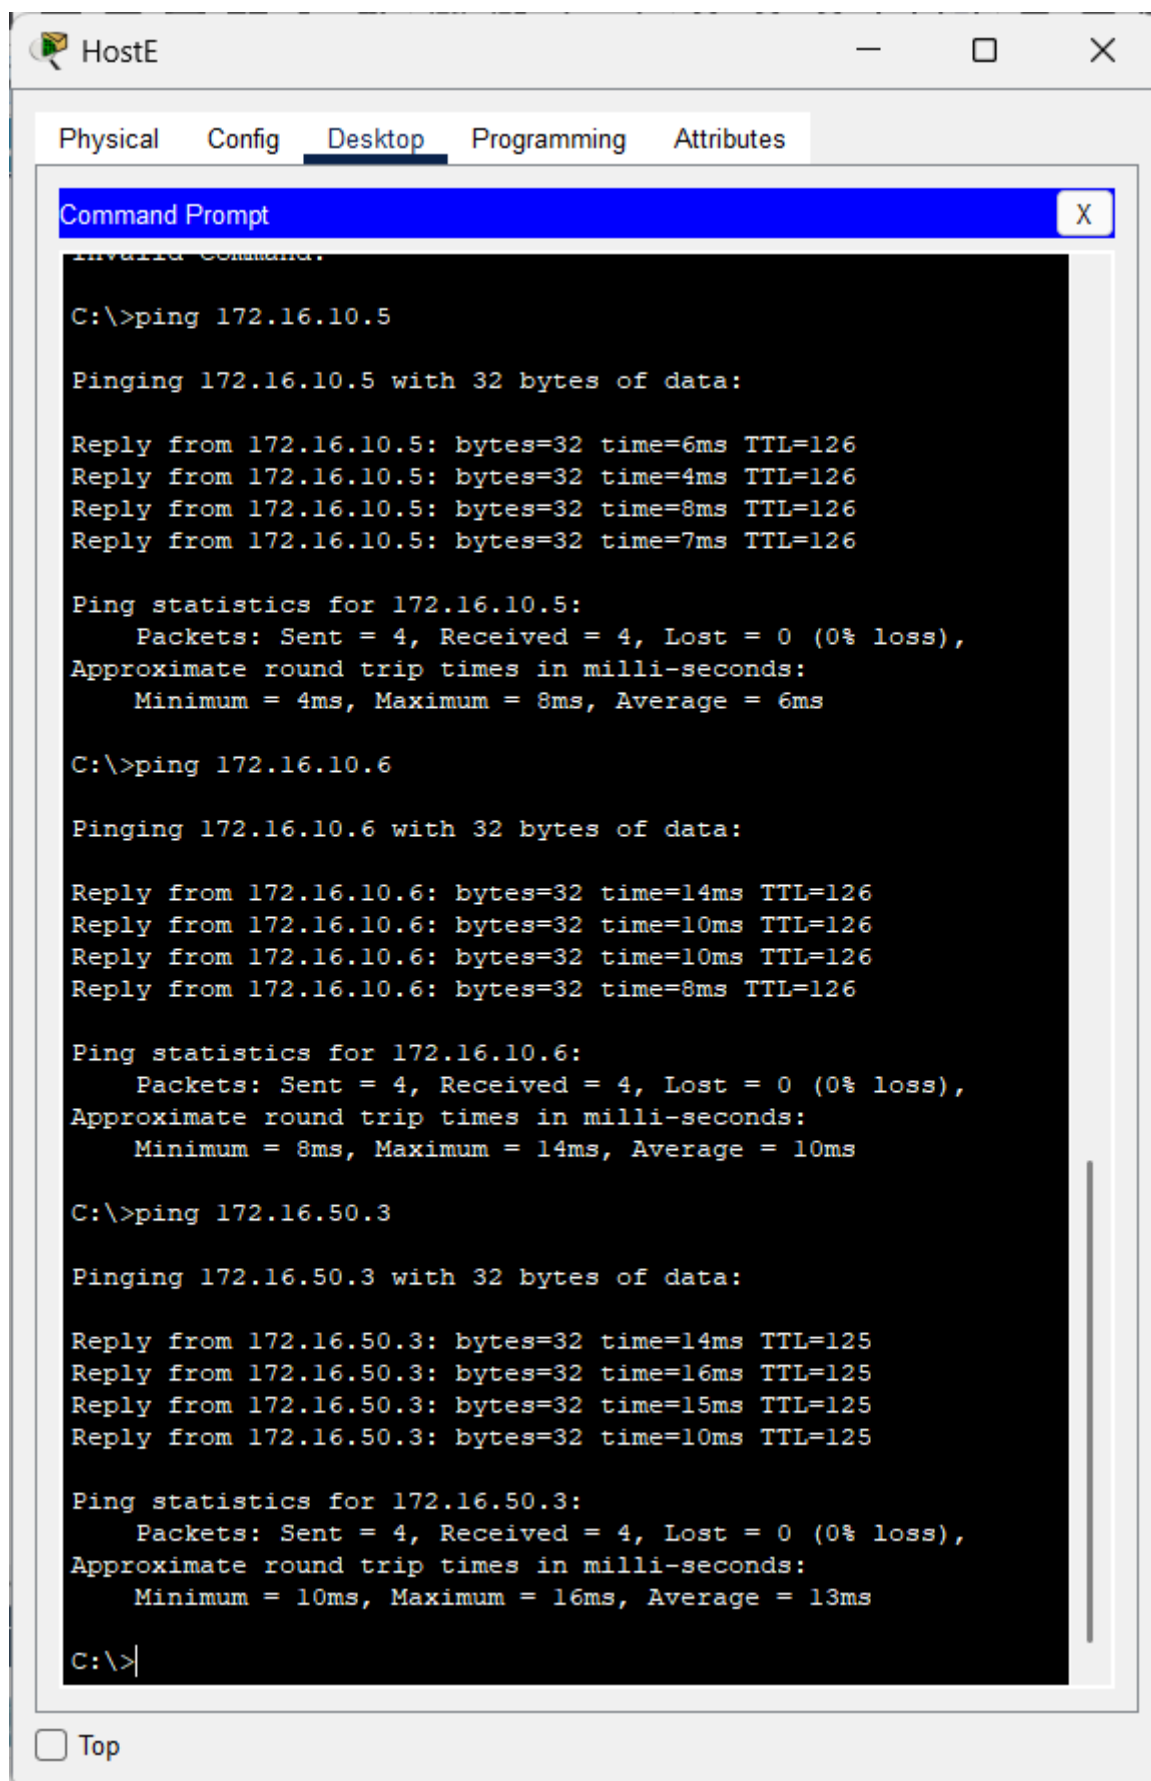 HostE
Physical Config Desktop Programming Attributes
Command Prompt X
Invalid Command.
C:\>ping 172.16.10.5
Pinging 172.16.10.5 with 32 bytes of data:
Reply from 172.16.10.5: bytes=32 time=6ms TTL=126
Reply from 172.16.10.5: bytes=32 time=4ms TTL=126
Reply from 172.16.10.5: bytes=32 time=8ms TTL=126
Reply from 172.16.10.5: bytes=32 time=7ms TTL=126
Ping statistics for 172.16.10.5:
Packets: Sent = 4, Received = 4, Lost = 0 (0% loss),
Approximate round trip times in milli-seconds:
Minimum = 4ms, Maximum = 8ms, Average = 6ms
C:\>ping 172.16.10.6
Pinging 172.16.10.6 with 32 bytes of data:
Reply from 172.16.10.6: bytes=32 time=14ms TTL=126
Reply from 172.16.10.6: bytes=32 time=10ms TTL=126
Reply from 172.16.10.6: bytes=32 time=10ms TTL=126
Reply from 172.16.10.6: bytes=32 time=8ms TTL=126
Ping statistics for 172.16.10.6:
Packets: Sent = 4, Received = 4, Lost = 0 (0% loss),
Approximate round trip times in milli-seconds:
Minimum = 8ms, Maximum = 14ms, Average = 10ms
C:\>ping 172.16.50.3
Pinging 172.16.50.3 with 32 bytes of data:
Reply from 172.16.50.3: bytes=32 time=14ms TTL=125
Reply from 172.16.50.3: bytes=32 time=16ms TTL=125
Reply from 172.16.50.3: bytes=32 time=15ms TTL=125
Reply from 172.16.50.3: bytes=32 time=10ms TTL=125
Ping statistics for 172.16.50.3:
Packets: Sent = 4, Received = 4, Lost = 0 (0% loss),
Approximate round trip times in milli-seconds:
Minimum = 10ms, Maximum = 16ms, Average = 13ms
C:\>
Top